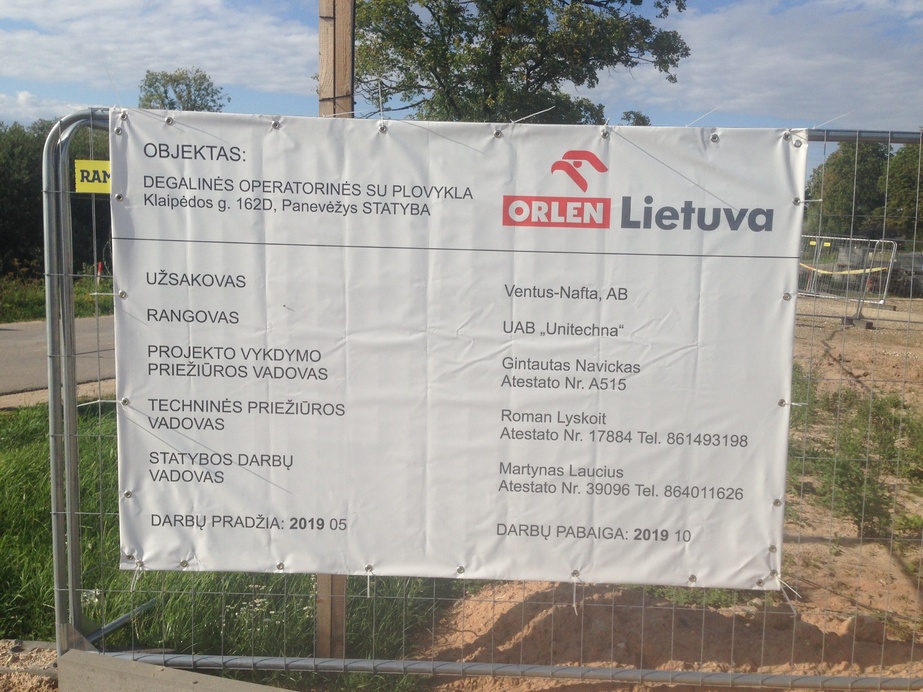 RAM
OBJEKTAS:
DEGALINĖS OPERATORINĖS SU PLOVYKLA
Klaipėdos g. 162D, Panevėžys STATYBA
ORLEN Lietuva
UŽSAKOVAS
Ventus-Nafta, AB
RANGOVAS
UAB „Unitechna“
PROJEKTO VYKDYMO
PRIEŽIŪROS VADOVAS
Gintautas Navickas
Atestato Nr. A515
TECHNINĖS PRIEŽIŪROS
VADOVAS
Roman Lyskoit
Atestato Nr. 17884 Tel. 861493198
STATYBOS DARBŲ
VADOVAS
Martynas Laucius
Atestato Nr. 39096 Tel. 864011626
DARBŲ PRADŽIA: 2019 05
DARBŲ PABAIGA: 2019 10